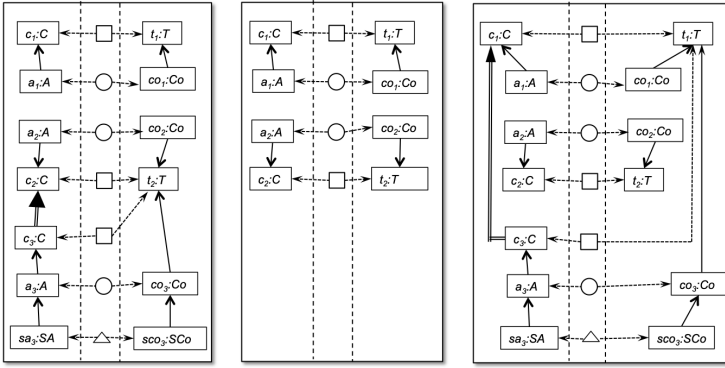 c1:C t1:T
a1:A co1:Co
a2:A co2:Co
c2:C t2:T
c3:C
a3:A co3:Co
sa3:SA sco3:SCo
c1:C t1:T
a1:A co1:Co
a2:A co2:Co
c2:C t2:T
c1:C t1:T
a1:A co1:Co
a2:A co2:Co
c2:C t2:T
c3:C
a3:A co3:Co
sa3:SA sco3:SCo